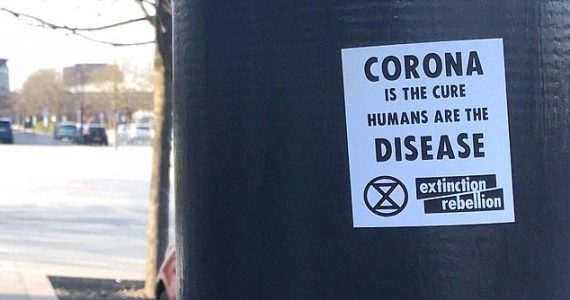 CORONA
IS THE CURE
HUMANS ARE THE
DISEASE
extinction
rebellion